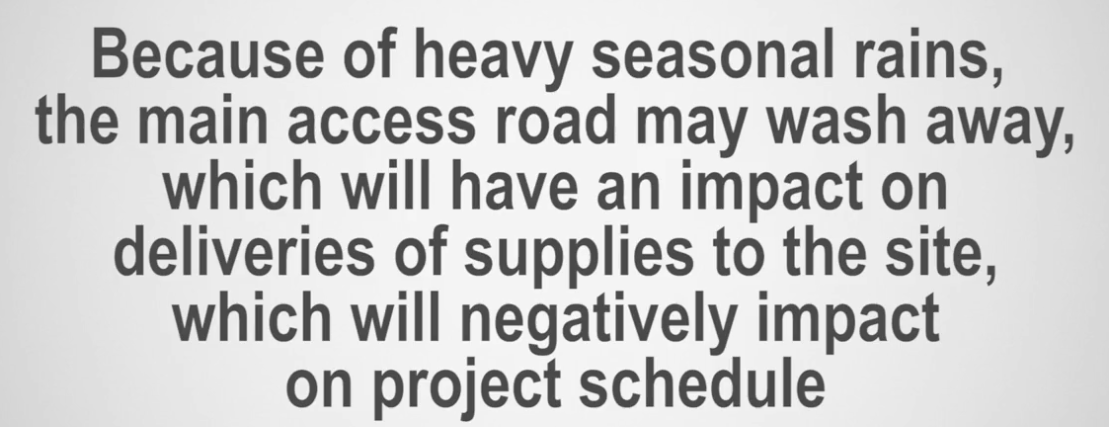 Because of heavy seasonal rains,
the main access road may wash away,
which will have an impact on
deliveries of supplies to the site,
which will negatively impact
on project schedule